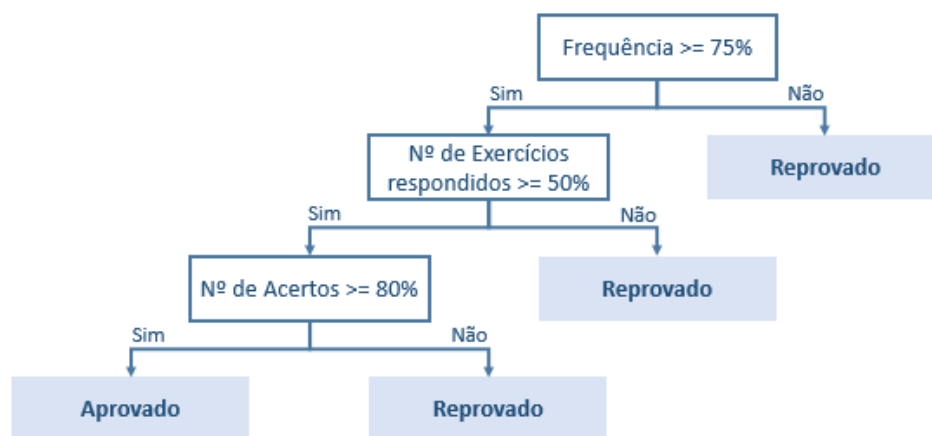 Frequência >= 75%
Sim
Não
Nº de Exercícios
respondidos >= 50%
Reprovado
Sim
Não
Nº de Acertos >= 80%
Reprovado
Sim
Não
Aprovado
Reprovado